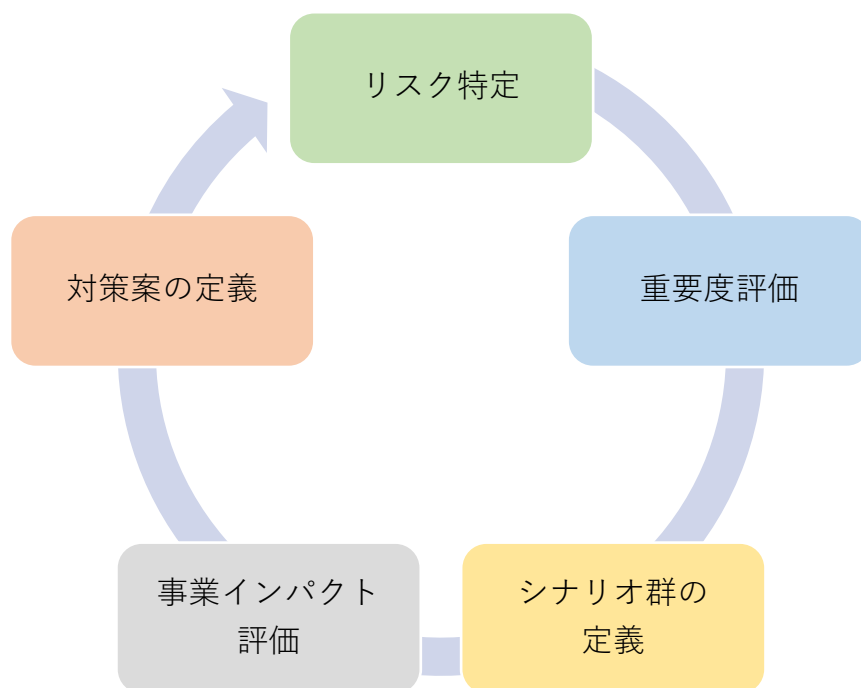 リスク特定
重要度評価
シナリオ群の
定義
事業インパクト
評価
対策案の定義